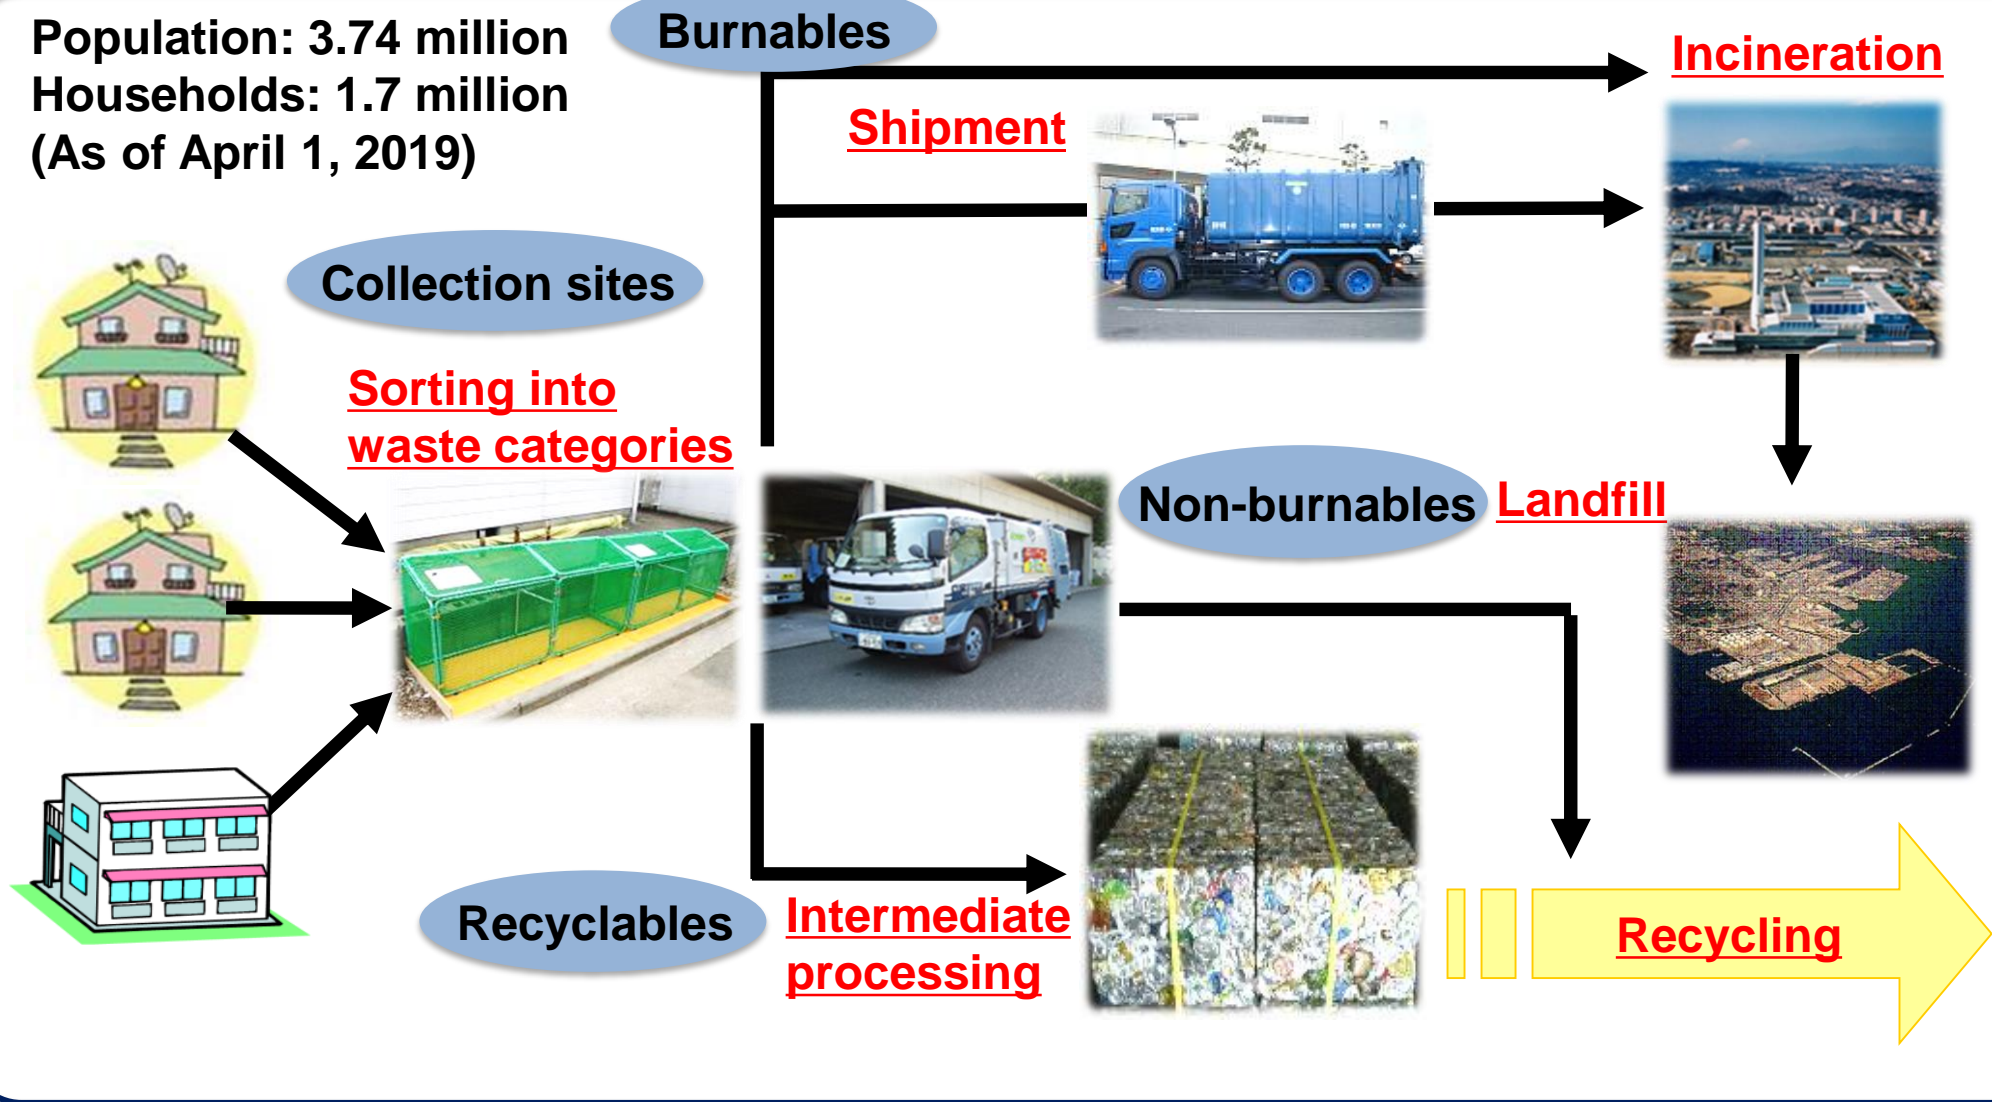 Population: 3.74 million
Households: 1.7 million
(As of April 1, 2019)
Burnables
Incineration
Shipment
Collection sites
Sorting into
waste categories
Non-burnables
Landfill
Recyclables
Intermediate
processing
Recycling